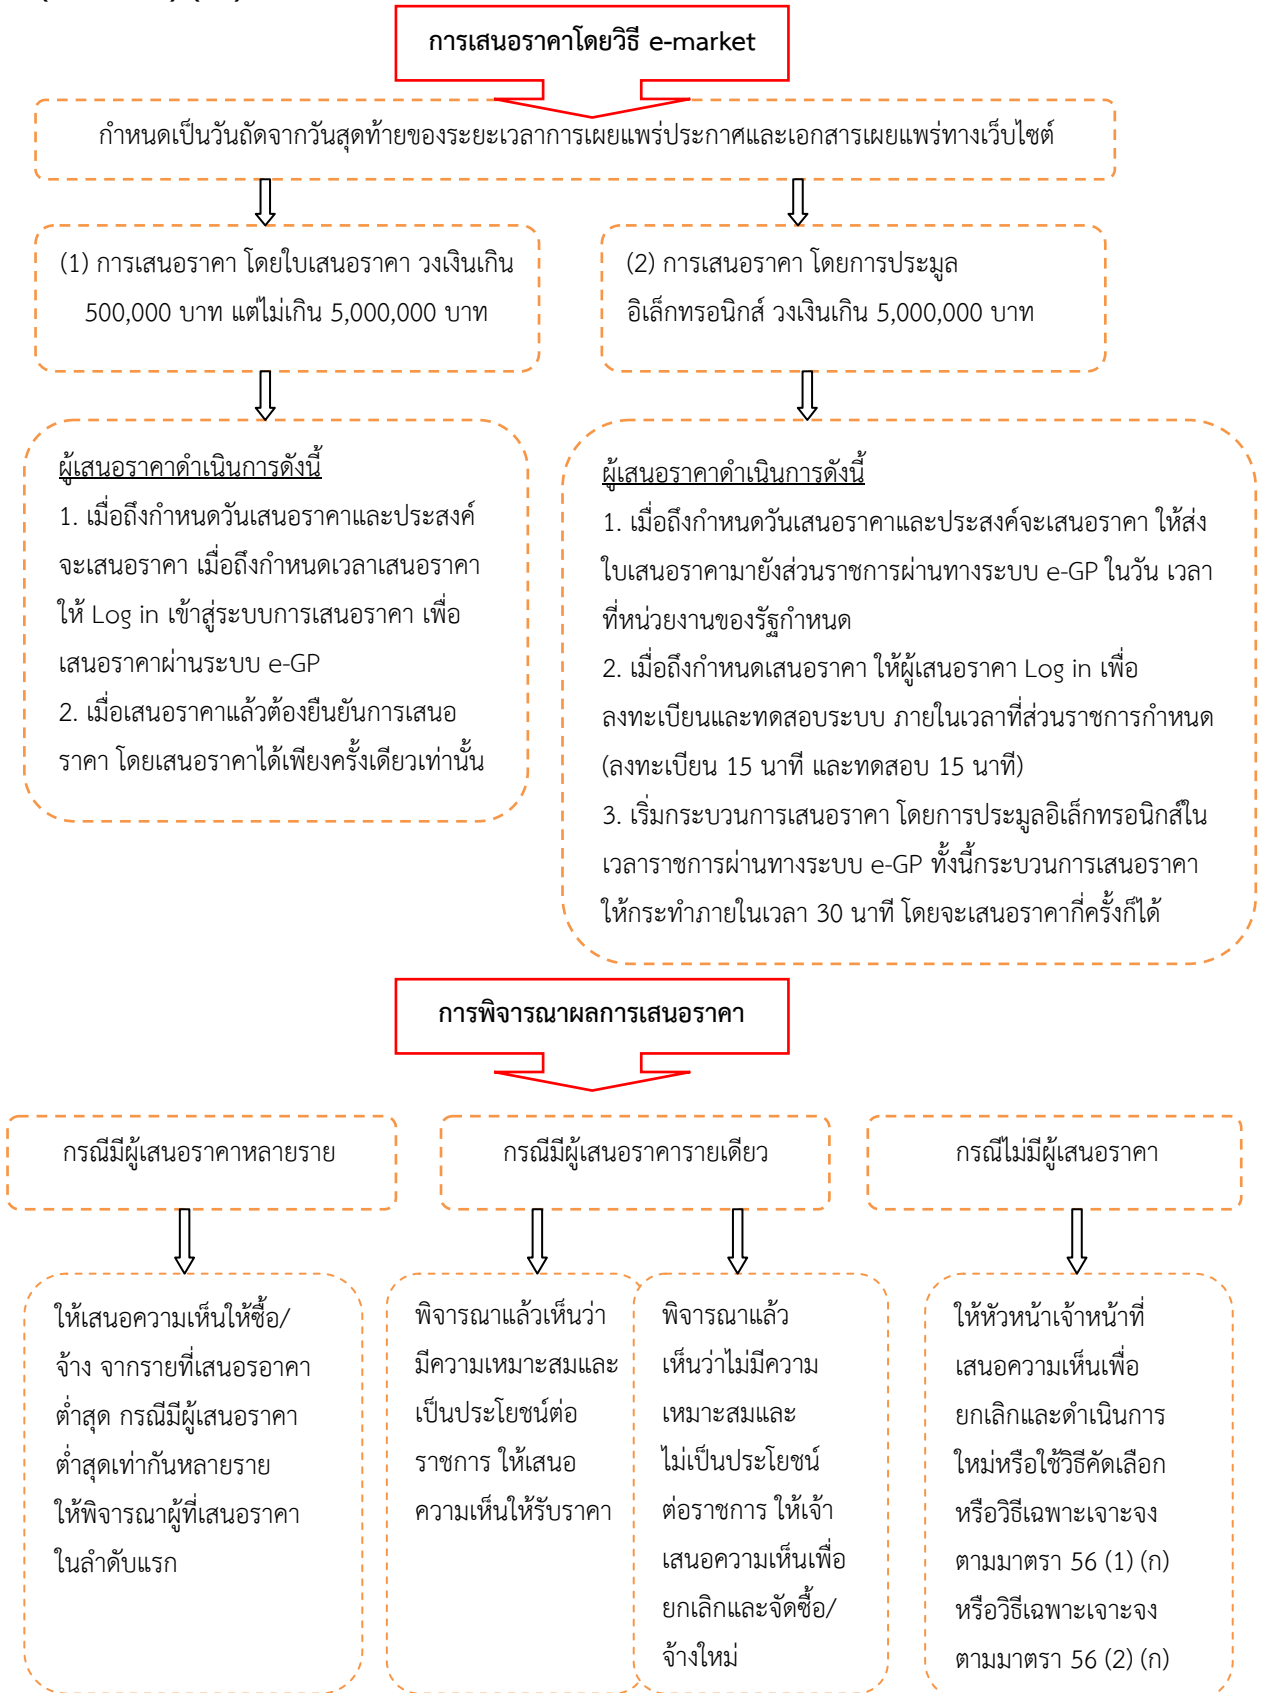 การเสนอราคาโดยวิธี e-market
กำหนดเป็นวันถัดจากวันสุดท้ายของระยะเวลาการเผยแพร่ประกาศและเอกสารเผยแพร่ทางเว็บไซต์
(1) การเสนอราคา โดยใบเสนอราคา วงเงินเกิน
500,000 บาท แต่ไม่เกิน 5,000,000 บาท
(2) การเสนอราคา โดยการประมูล
อิเล็กทรอนิกส์ วงเงินเกิน 5,000,000 บาท
ผู้เสนอราคาดำเนินการดังนี้
1. เมื่อถึงกำหนดวันเสนอราคาและประสงค์
จะเสนอราคา เมื่อถึงกำหนดเวลาเสนอราคา
ให้ Log in เข้าสู่ระบบการเสนอราคา เพื่อ
เสนอราคาผ่านระบบ e-GP
2. เมื่อเสนอราคาแล้วต้องยืนยันการเสนอ
ราคา โดยเสนอราคาได้เพียงครั้งเดียวเท่านั้น
ผู้เสนอราคาดำเนินการดังนี้
1. เมื่อถึงกำหนดวันเสนอราคาและประสงค์จะเสนอราคา ให้ส่ง
ใบเสนอราคามายังส่วนราชการผ่านทางระบบ e-GP ในวัน เวลา
ที่หน่วยงานของรัฐกำหนด
2. เมื่อถึงกำหนดเสนอราคา ให้ผู้เสนอราคา Log in เพื่อ
ลงทะเบียนและทดสอบระบบ ภายในเวลาที่ส่วนราชการกำหนด
(ลงทะเบียน 15 นาที และทดสอบ 15 นาที)
3. เริ่มกระบวนการเสนอราคา โดยการประมูลอิเล็กทรอนิกส์ใน
เวลาราชการผ่านทางระบบ e-GP ทั้งนี้กระบวนการเสนอราคา
ให้กระทำภายในเวลา 30 นาที โดยจะเสนอราคากี่ครั้งก็ได้
การพิจารณาผลการเสนอราคา
กรณีมีผู้เสนอราคาหลายราย
กรณีมีผู้เสนอราคารายเดียว
กรณีไม่มีผู้เสนอราคา
ให้เสนอความเห็นให้ซื้อ/
จ้าง จากรายที่เสนอรอาคา
ต่ำสุด กรณีมีผู้เสนอราคา
ต่ำสุดเท่ากันหลายราย
ให้พิจารณาผู้ที่เสนอราคา
ในลำดับแรก
พิจารณาแล้วเห็นว่า
มีความเหมาะสมและ
เป็นประโยชน์ต่อ
ราชการ ให้เสนอ
ความเห็นให้รับราคา
พิจารณาแล้ว
เห็นว่าไม่มีความ
เหมาะสมและ
ไม่เป็นประโยชน์
ต่อราชการ ให้เจ้า
เสนอความเห็นเพื่อ
ยกเลิกและจัดซื้อ/
จ้างใหม่
ให้หัวหน้าเจ้าหน้าที่
เสนอความเห็นเพื่อ
ยกเลิกและดำเนินการ
ใหม่หรือใช้วิธีคัดเลือก
หรือวิธีเฉพาะเจาะจง
ตามมาตรา 56 (1) (ก)
หรือวิธีเฉพาะเจาะจง
ตามมาตรา 56 (2) (ก)